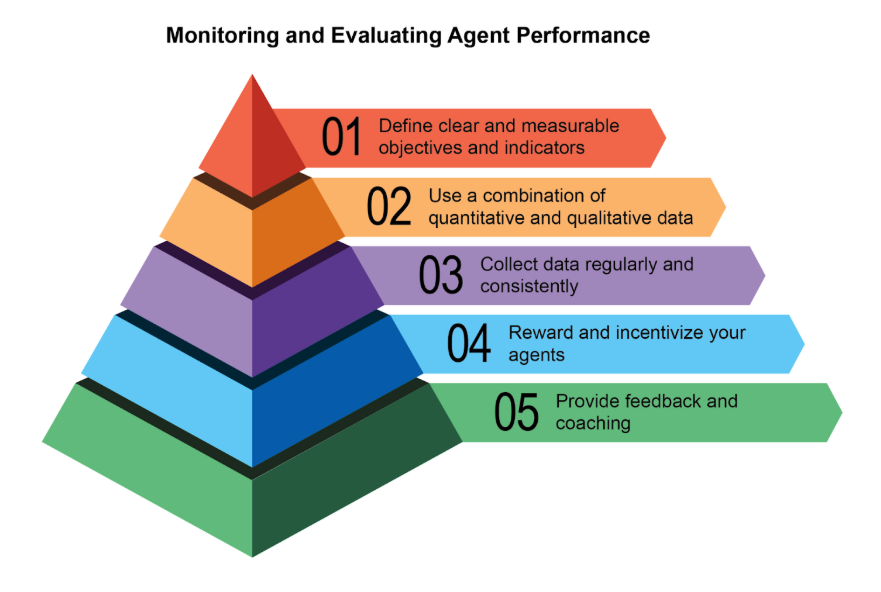 Monitoring and Evaluating Agent Performance
01
Define clear and measurable
objectives and indicators
02
Use a combination of
quantitative and qualitative data
03
Collect data regularly and
consistently
04
Reward and incentivize your
agents
05
Provide feedback and
coaching